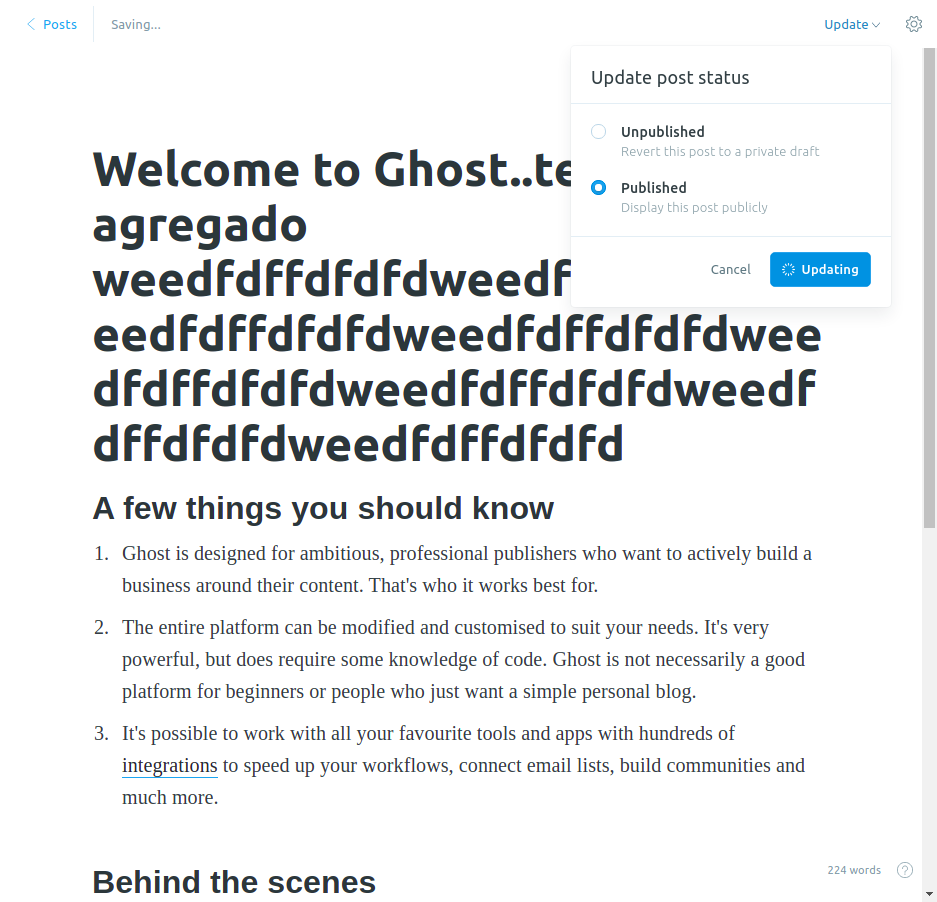 Posts
Saving...
Update
Update post status
Unpublished
Revert this post to a private draft
Published
Display this post publicly
Cancel
Updating
Welcome to Ghost..te
agregado
weedfdffdfdfdweedf
eedfdffdfdfdweedfdffdfdfdwee
dfdffdfdfdweedfdffdfdfdweedf
dffdfdfdweedfdffdfdfd
A few things you should know
1. Ghost is designed for ambitious, professional publishers who want to actively build a
business around their content. That's who it works best for.
2. The entire platform can be modified and customised to suit your needs. It's very
powerful, but does require some knowledge of code. Ghost is not necessarily a good
platform for beginners or people who just want a simple personal blog.
3. It's possible to work with all your favourite tools and apps with hundreds of
integrations to speed up your workflows, connect email lists, build communities and
much more.
Behind the scenes
224 words
?